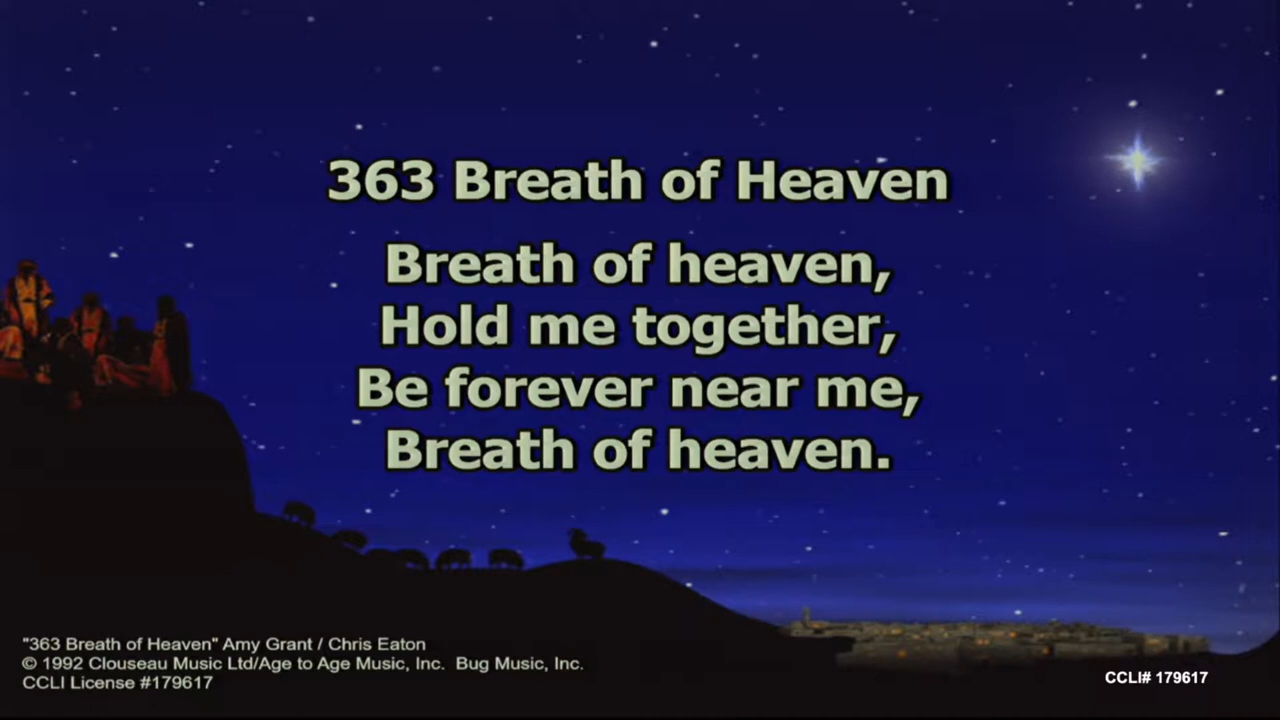 363 Breath of Heaven
Breath of heaven,
Hold me together,
Be forever near me,
Breath of heaven.
"363 Breath of Heaven" Amy Grant / Chris Eaton
© 1992 Clouseau Music Ltd/Age to Age Music, Inc.  Bug Music, Inc.
CCLI License #179617
CCLI# 179617